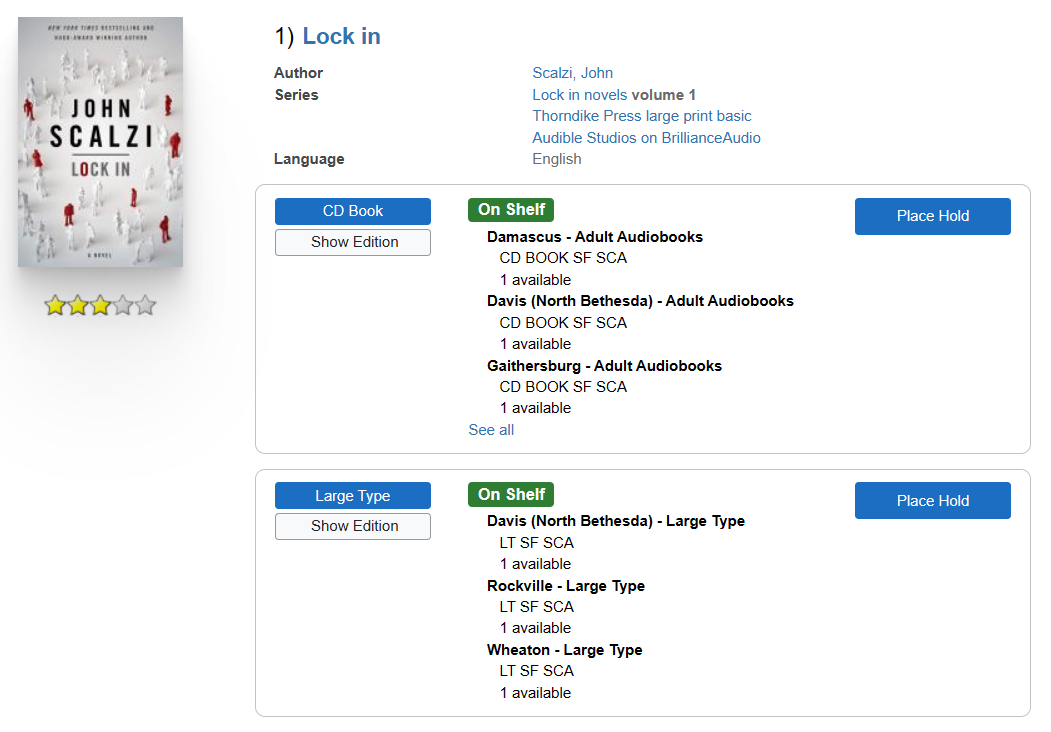 NEW YORK TIMES BESTSELLING AND
HUGO-AWARD WINNING AUTHOR
JOHN
SCALZI
LOCK IN
A NOVEL
1) Lock in
Author Scalzi, John
Series Lock in novels volume 1
Thorndike Press large print basic
Audible Studios on BrillianceAudio
Language English
CD Book
Show Edition
On Shelf
Damascus - Adult Audiobooks
CD BOOK SF SCA
1 available
Davis (North Bethesda) - Adult Audiobooks
CD BOOK SF SCA
1 available
Gaithersburg - Adult Audiobooks
CD BOOK SF SCA
1 available
See all
Place Hold
Large Type
Show Edition
On Shelf
Davis (North Bethesda) - Large Type
LT SF SCA
1 available
Rockville - Large Type
LT SF SCA
1 available
Wheaton - Large Type
LT SF SCA
1 available
Place Hold